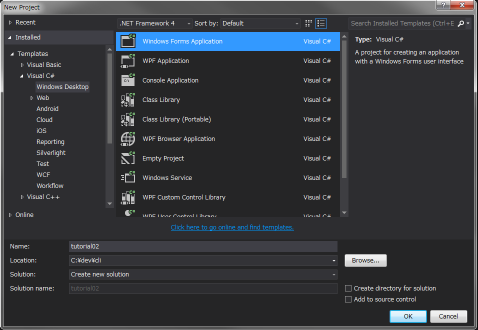 New Project
Recent
.NET Framework 4
Sort by:
Default
Search Installed Templates (Ctrl+E
Installed
Templates
Visual Basic
Visual C#
Windows Desktop
Web
Android
Cloud
iOS
Reporting
Silverlight
Test
WCF
Workflow
Visual C++
Online
Windows Forms Application Visual C#
WPF Application Visual C#
Console Application Visual C#
Class Library Visual C#
Class Library (Portable) Visual C#
WPF Browser Application Visual C#
Empty Project Visual C#
Windows Service Visual C#
WPF Custom Control Library Visual C#
WPF User Control Library Visual C#
Type: Visual C#
A project for creating an application
with a Windows Forms user interface
Click here to go online and find templates.
Name: tutorial02
Location: C:¥dev¥cli
Browse...
Solution: Create new solution
Solution name: tutorial02
Create directory for solution
Add to source control
OK
Cancel